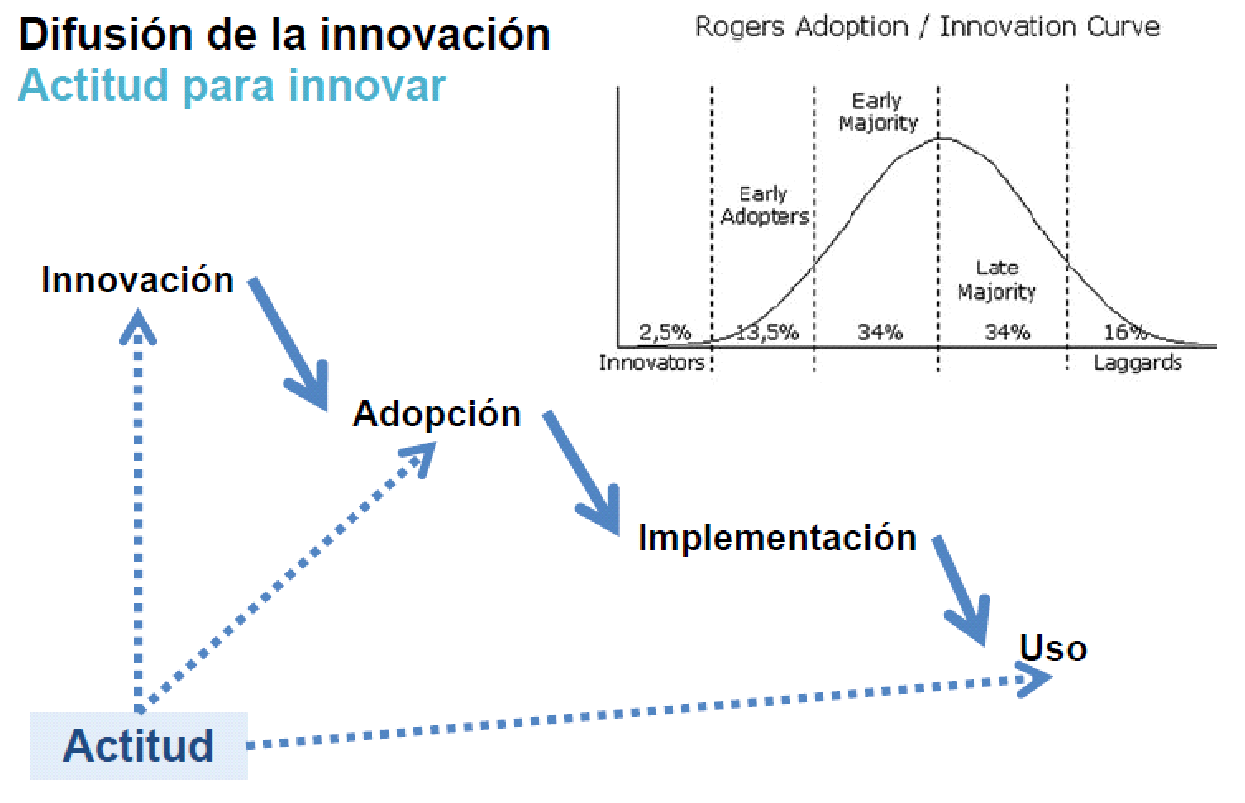 Difusión de la innovación
Actitud para innovar
Rogers Adoption / Innovation Curve
Early
Majority
Early
Adopters
Late
Majority
2,5%
13,5%
34%
34%
16%
Innovators
Laggards
Innovación
Adopción
Implementación
Uso
Actitud